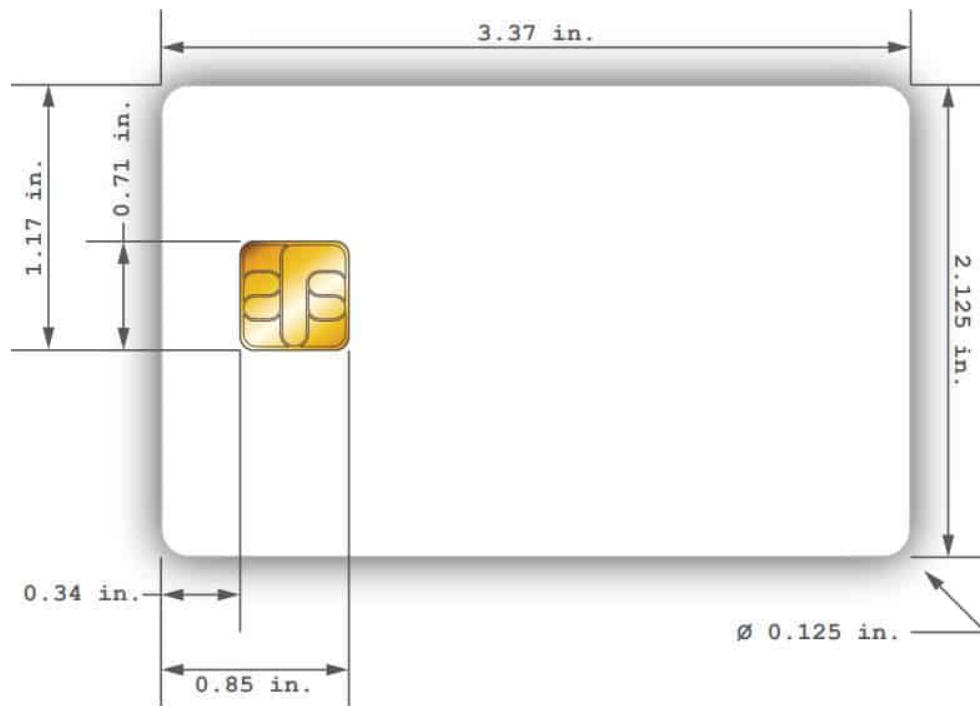 3.37 in.
0.71 in.
1.17 in.
2.125 in.
0.34 in.
Ø 0.125 in.
0.85 in.